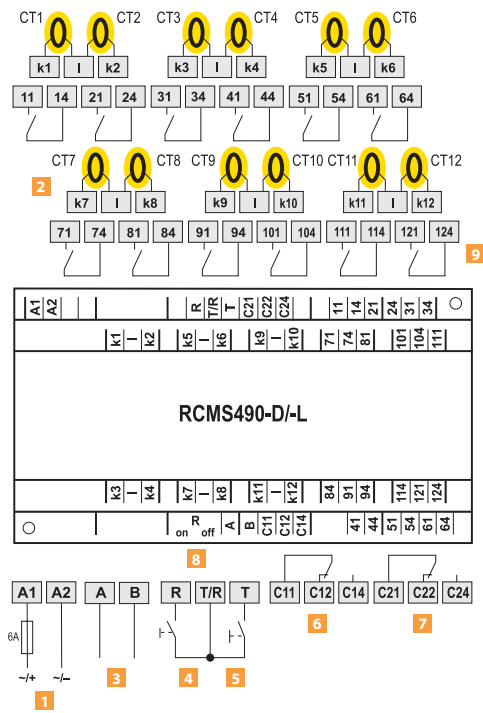 CT1 CT2 CT3 CT4 CT5 CT6
k1 I k2 k3 I k4 k5 I k6
11 14 21 24 31 34 41 44 51 54 61 64
CT7 CT8 CT9 CT10 CT11 CT12
2
k7 I k8 k9 I k10 k11 I k12
71 74 81 84 91 94 101 104 111 114 121 124
9
A1 A2 R T/R T C21 C22 C24 11 14 21 24 31 34
k1 I k2 k5 I k6 k9 I k10 71 74 81 101 104 111
RCMS490-D/-L
k3 I k4 k7 I k8 k11 I k12 84 91 94 114 121 124
on R off A B C11 C12 C14 41 44 51 54 61 64
8
A1 A2 A B R T/R T C11 C12 C14 C21 C22 C24
6 7
6A
~/+ ~/– 3 4 5
1